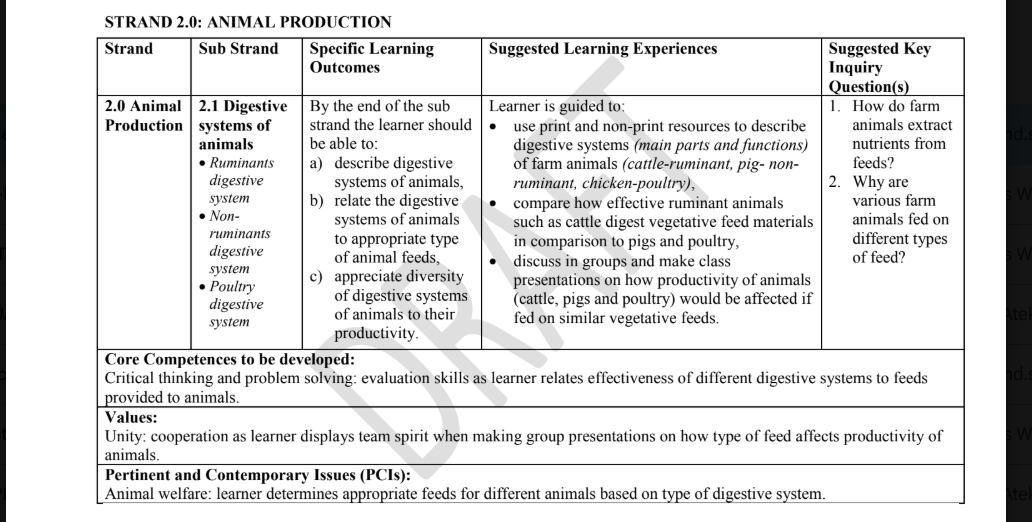 STRAND 2.0: ANIMAL PRODUCTION
Strand
Sub Strand
Specific Learning
Outcomes
Suggested Learning Experiences
Suggested Key
Inquiry
Question(s)
2.0 Animal
Production
2.1 Digestive
systems of
animals
• Ruminants
digestive
system
• Non-
ruminants
digestive
system
• Poultry
digestive
system
By the end of the sub
strand the learner should
be able to:
a) describe digestive
systems of animals,
b) relate the digestive
systems of animals
to appropriate type
of animal feeds,
c) appreciate diversity
of digestive systems
of animals to their
productivity.
Learner is guided to:
• use print and non-print resources to describe
digestive systems (main parts and functions)
of farm animals (cattle-ruminant, pig- non-
ruminant, chicken-poultry),
• compare how effective ruminant animals
such as cattle digest vegetative feed materials
in comparison to pigs and poultry,
• discuss in groups and make class
presentations on how productivity of animals
(cattle, pigs and poultry) would be affected if
fed on similar vegetative feeds.
1. How do farm
animals extract
nutrients from
feeds?
2. Why are
various farm
animals fed on
different types
of feed?
Core Competences to be developed:
Critical thinking and problem solving: evaluation skills as learner relates effectiveness of different digestive systems to feeds
provided to animals.
Values:
Unity: cooperation as learner displays team spirit when making group presentations on how type of feed affects productivity of
animals.
Pertinent and Contemporary Issues (PCIs):
Animal welfare: learner determines appropriate feeds for different animals based on type of digestive system.
DRAFT